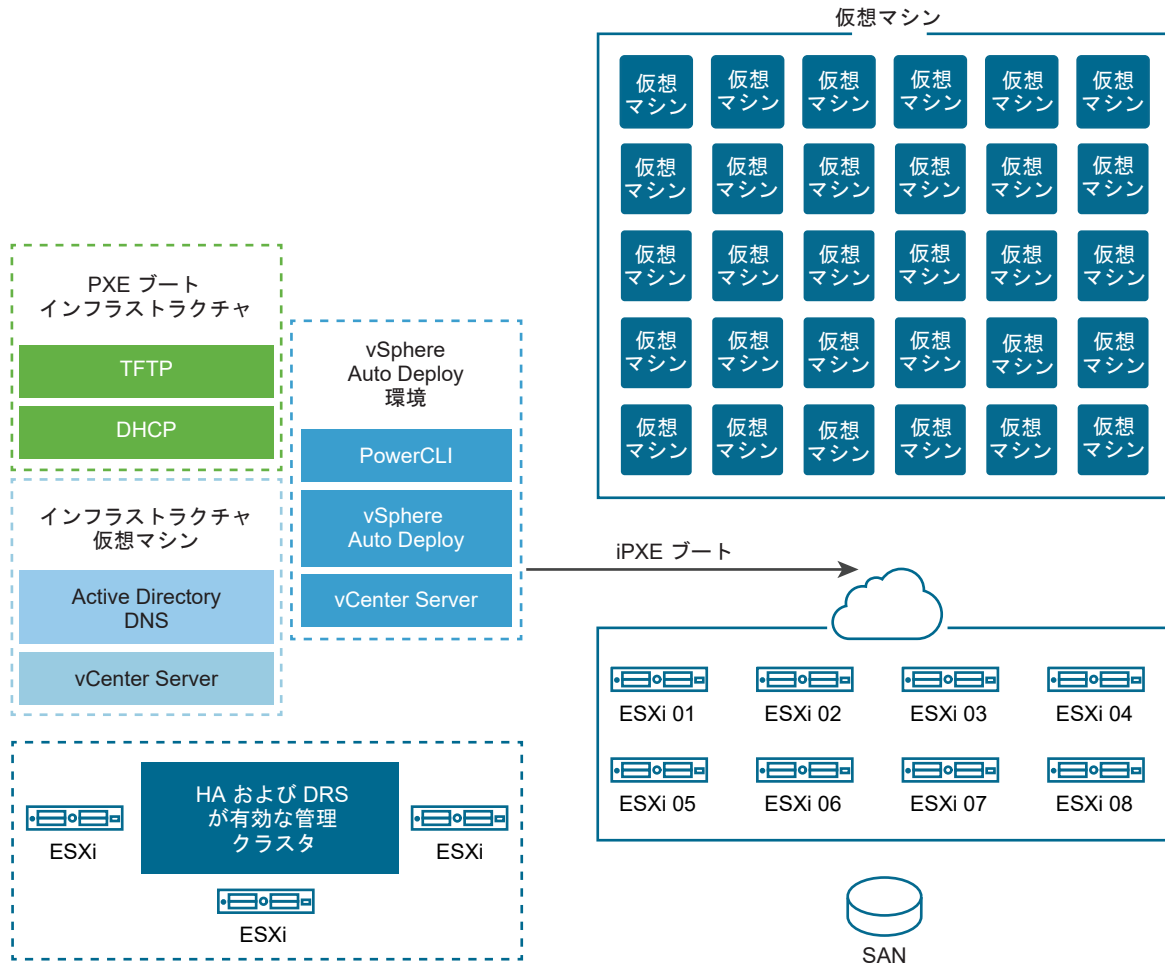 仮想マシン
仮想 仮想 仮想 仮想 仮想 仮想
マシン マシン マシン マシン マシン マシン
仮想 仮想 仮想 仮想 仮想 仮想
マシン マシン マシン マシン マシン マシン
仮想 仮想 仮想 仮想 仮想 仮想
マシン マシン マシン マシン マシン マシン
仮想 仮想 仮想 仮想 仮想 仮想
マシン マシン マシン マシン マシン マシン
仮想 仮想 仮想 仮想 仮想 仮想
マシン マシン マシン マシン マシン マシン
PXE ブート
インフラストラクチャ
TFTP
DHCP
インフラストラクチャ
仮想マシン
Active Directory
DNS
vCenter Server
vSphere
Auto Deploy
環境
PowerCLI
vSphere
Auto Deploy
vCenter Server
iPXE ブート
ESXi 01 ESXi 02 ESXi 03 ESXi 04
ESXi 05 ESXi 06 ESXi 07 ESXi 08
HA および DRS
が有効な管理
クラスタ
ESXi
ESXi
ESXi
SAN